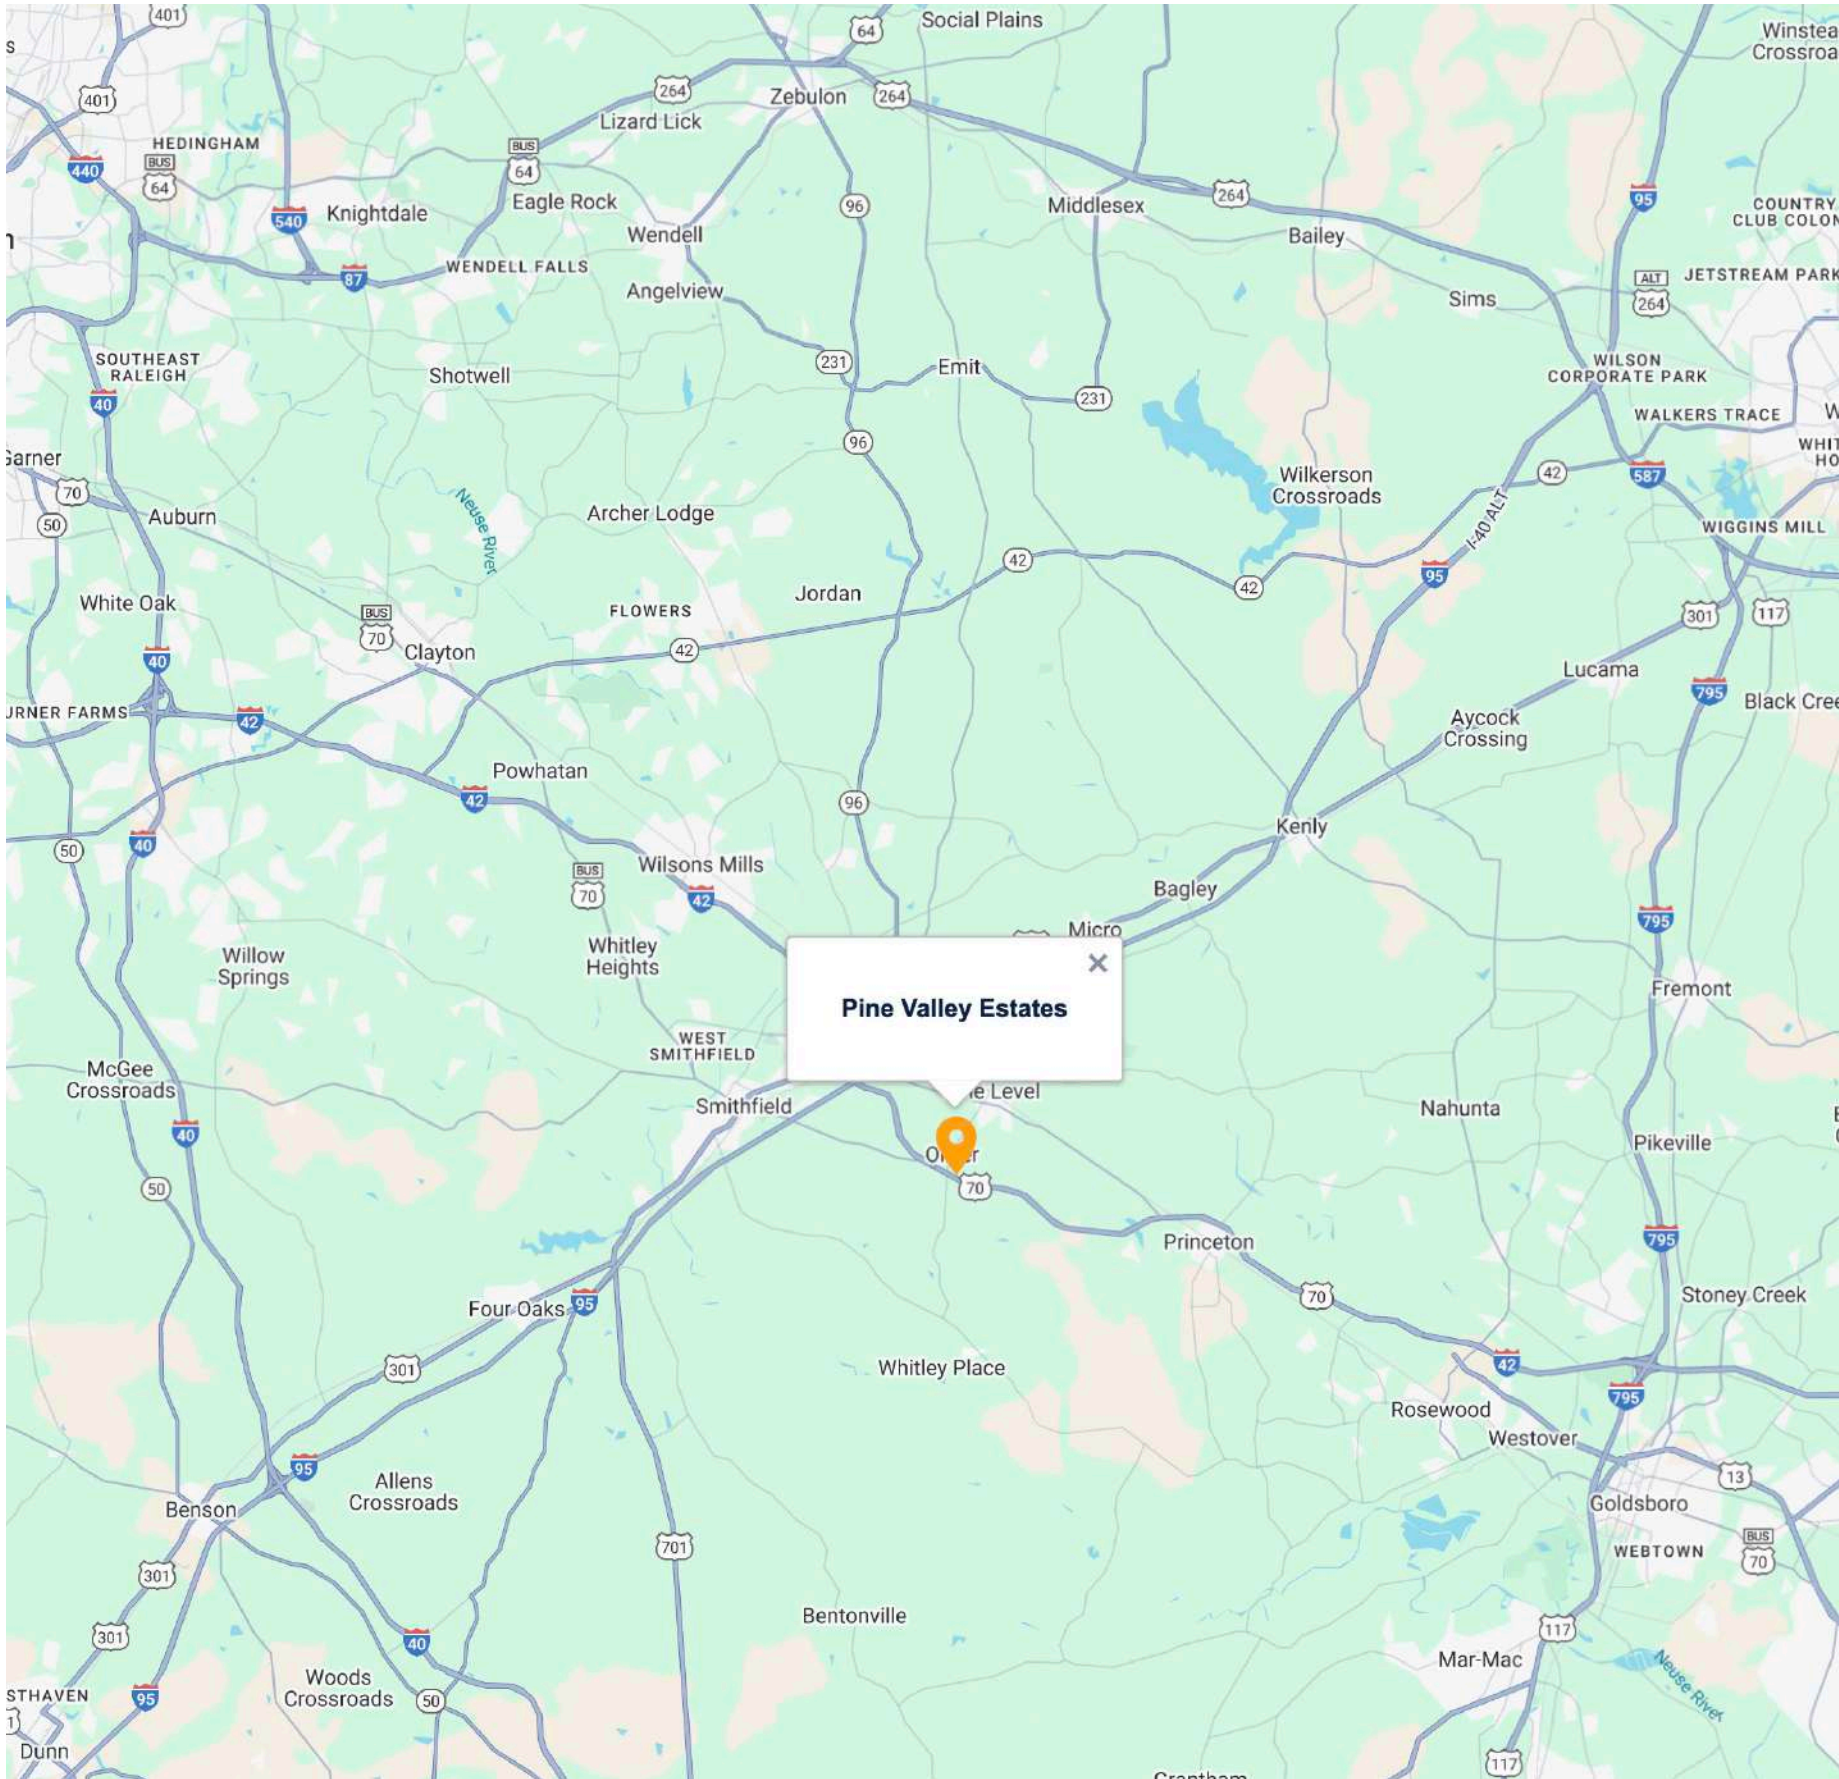 401
Social Plains
64
Winstea
Crossroa
s
401
264
Zebulon
264
Lizard Lick
HEDINGHAM
BUS
64
440
BUS
64
Eagle Rock
96
Middlesex
264
95
COUNTRY
CLUB COLON
540
Knightdale
Wendell
Bailey
n
WENDELL FALLS
87
Angelview
Sims
ALT
264
JETSTREAM PARK
SOUTHEAST
RALEIGH
Shotwell
231
Emit
231
WILSON
CORPORATE PARK
40
WALKERS TRACE
W
96
WHIT
HO
Garner
70
50
Auburn
Neuse River
Archer Lodge
Wilkerson
Crossroads
42
587
I-40 ALT
WIGGINS MILL
42
95
42
White Oak
BUS
70
FLOWERS
Jordan
301
117
Clayton
42
40
Lucama
795
Black Cree
URNER FARMS
42
Aycock
Crossing
Powhatan
42
96
Kenly
50
40
Wilsons Mills
BUS
70
42
Bagley
Micro
795
Willow
Springs
Whitley
Heights
Fremont
Pine Valley Estates
WEST
SMITHFIELD
McGee
Crossroads
Smithfield
ne Level
Nahunta
40
Pikeville
50
70
Princeton
795
Four Oaks
95
70
Stoney Creek
301
Whitley Place
42
795
Rosewood
Westover
95
Allens
Crossroads
13
Benson
Goldsboro
701
WEBTOWN
BUS
70
301
301
Bentonville
40
117
Mar-Mac
Neuse River
Woods
Crossroads
STHAVEN
95
50
1
Dunn
117